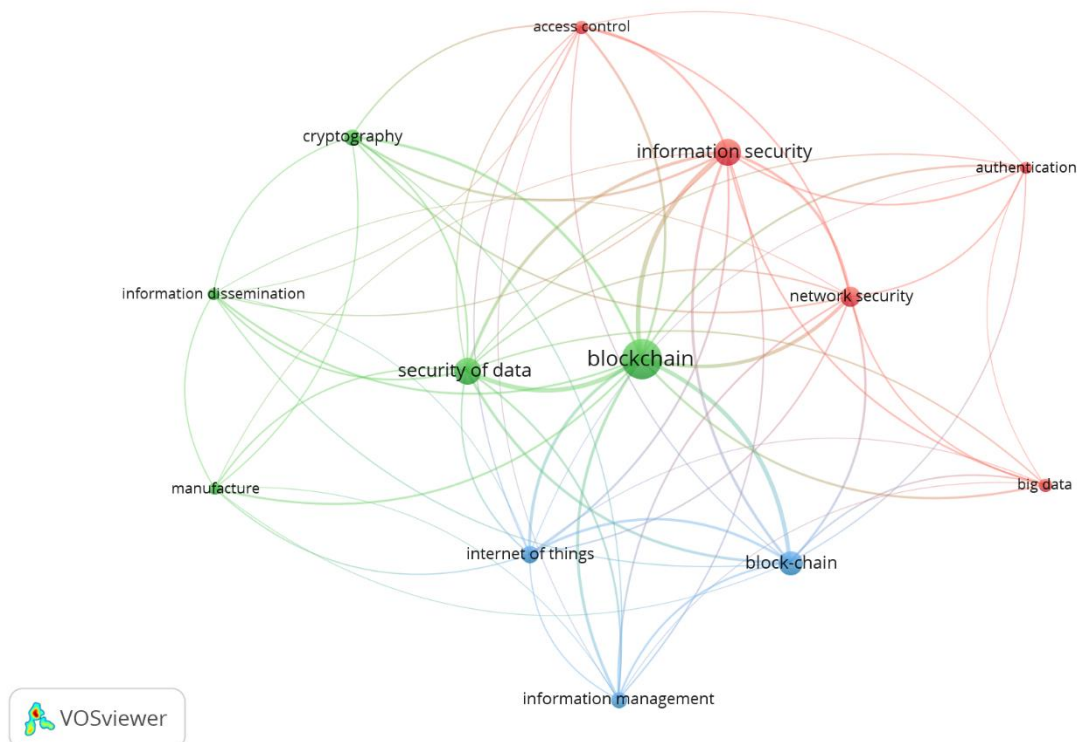 access control
cryptography
information security
authentication
information dissemination
network security
blockchain
security of data
manufacture
big data
internet of things
block-chain
information management
VOSviewer